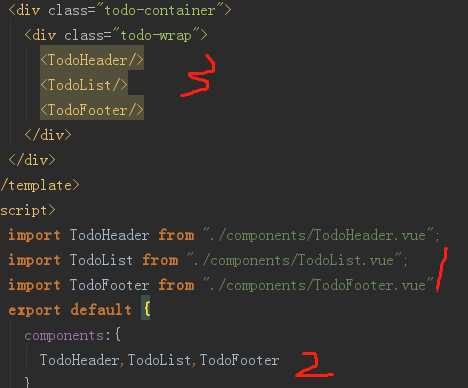 <div class="todo-container">
<div class="todo-wrap">
<TodoHeader/>
3
<TodoList/>
<TodoFooter/>
</div>
</div>
/template>
script>
import TodoHeader from "./components/TodoHeader.vue";
import TodoList from "./components/TodoList.vue";
1
import TodoFooter from "./components/TodoFooter.vue"
export default {
components:{
TodoHeader,TodoList,TodoFooter 2
}